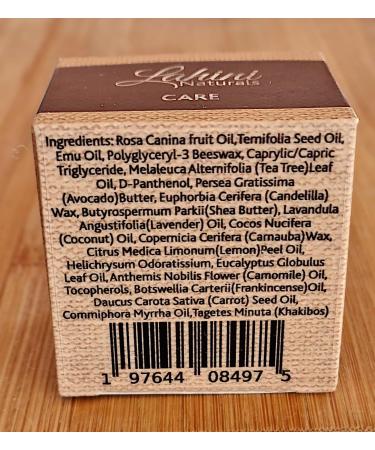 Lahini
Naturals
CARE
Ingredients: Rosa Canina fruit Oil,Temifolia Seed Oil,
Emu Oil, Polyglyceryl-3 Beeswax, Caprylic/Capric
Triglyceride, Melaleuca Alternifolia (Tea Tree)Leaf
Oil, D-Panthenol, Persea Gratissima
(Avocado)Butter, Euphorbia Cerifera (Candelilla)
Wax, Butyrospermum Parkii(Shea Butter), Lavandula
Angustifolia(Lavender) Oil, Cocos Nucifera
(Coconut) Oil, Copernicia Cerifera (Carnauba)Wax,
Citrus Medica Limonum(Lemon)Peel Oil,
Helichrysum Odoratissium, Eucalyptus Globulus
Leaf Oil, Anthemis Nobilis Flower (Camomile) Oil,
Tocopherols, Botswellia Carterii(Frankincense)Oil,
Daucus Carota Sativa (Carrot) Seed Oil,
Commiphora Myrrha Oil,Tagetes Minuta (Khakibos)
1 97644 08497 5